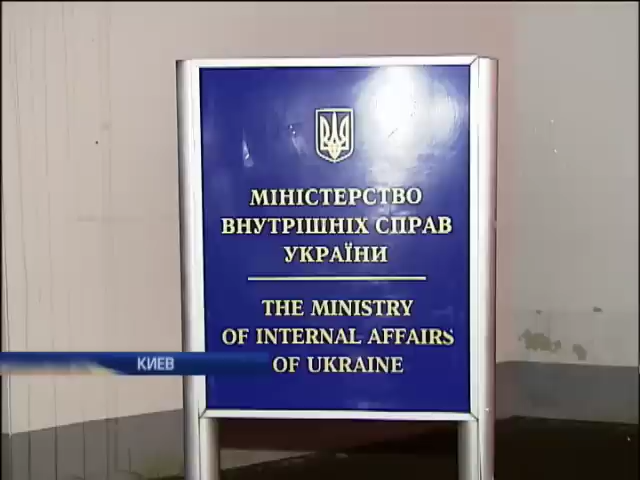 МІНІСТЕРСТВО
ВНУТРІШНІХ СПРАВ
УКРАЇНИ
THE MINISTRY
OF INTERNAL AFFAIRS
OF UKRAINE
КИЕВ